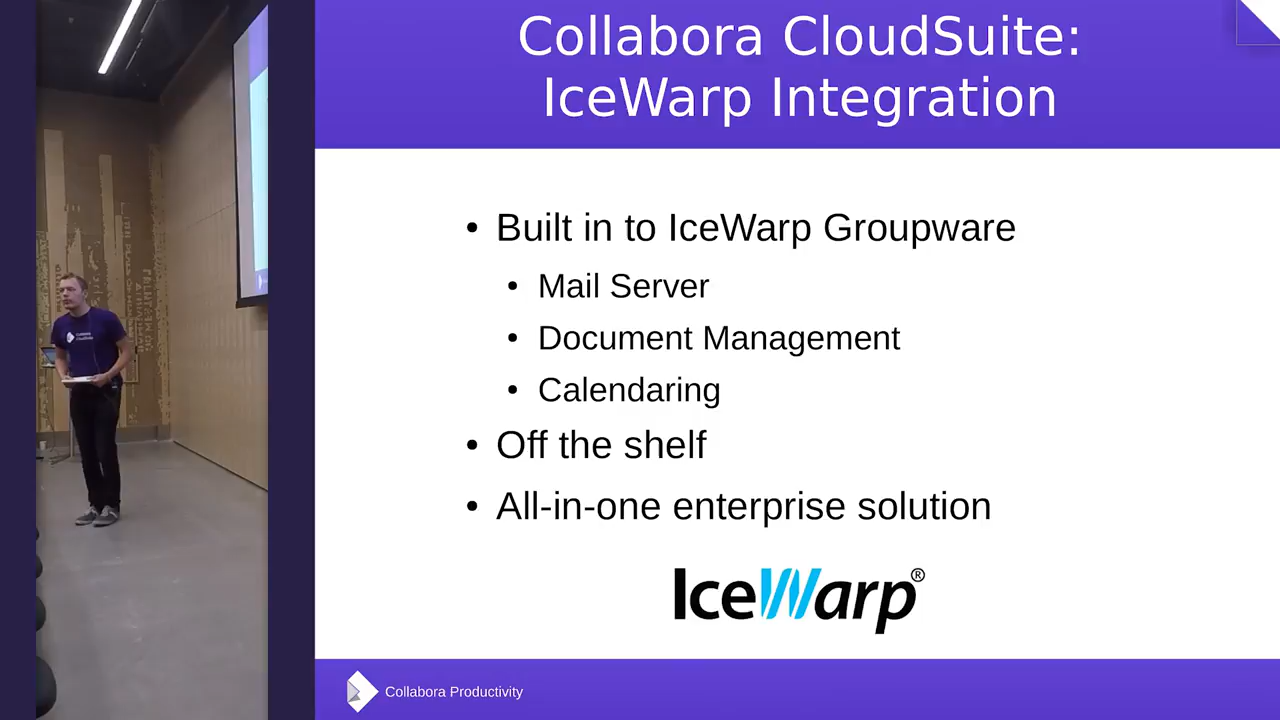 Collabora CloudSuite:
IceWarp Integration
• Built in to IceWarp Groupware
• Mail Server
• Document Management
• Calendaring
• Off the shelf
• All-in-one enterprise solution
IceWarp®
Collabora Productivity